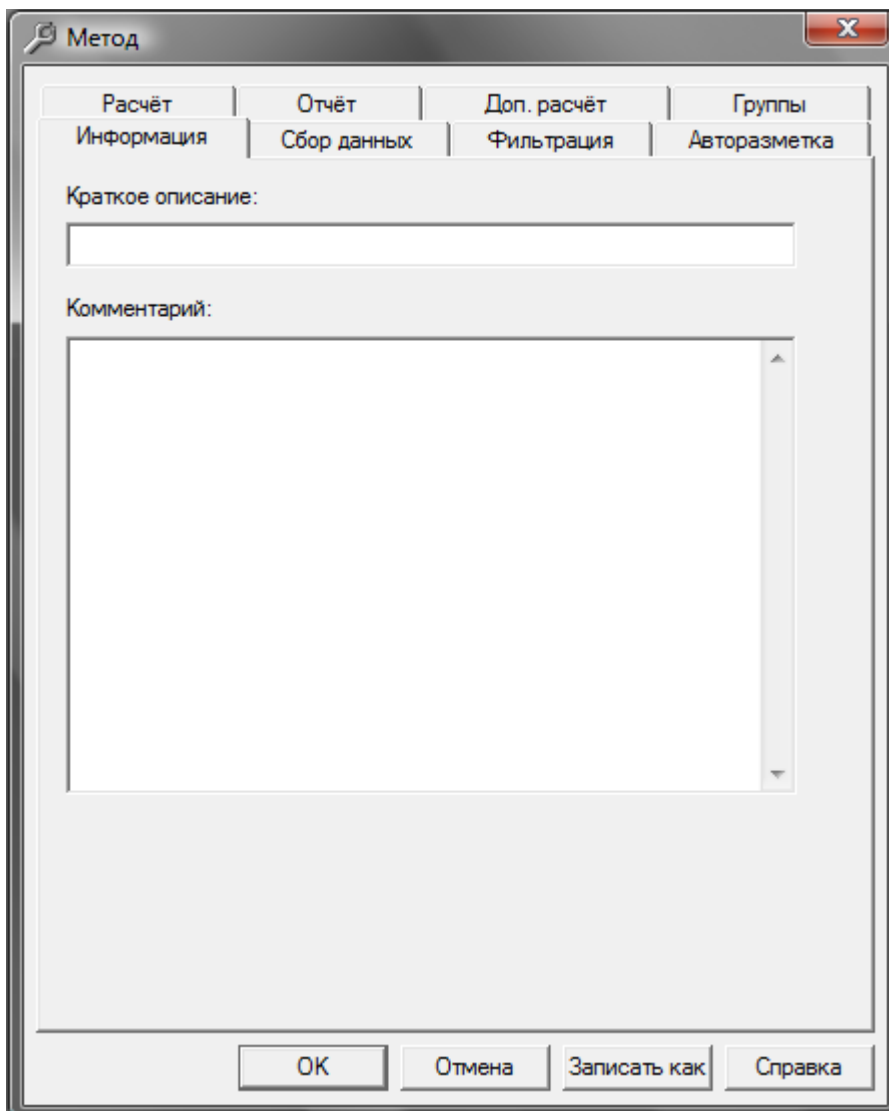 Метод
Расчёт Отчёт Доп. расчёт Группы
Информация Сбор данных Фильтрация Авторазметка
Краткое описание:
Комментарий:
OK Отмена Записать как Справка